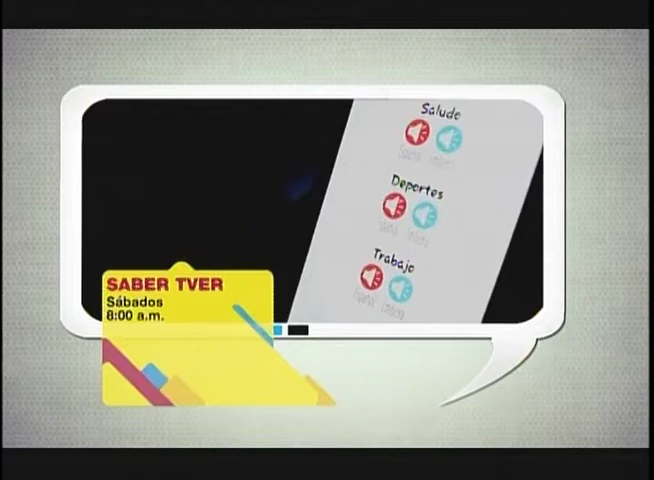 Salude
Deportes
Trabajo
SABER TVER
Sábados
8:00 a.m.